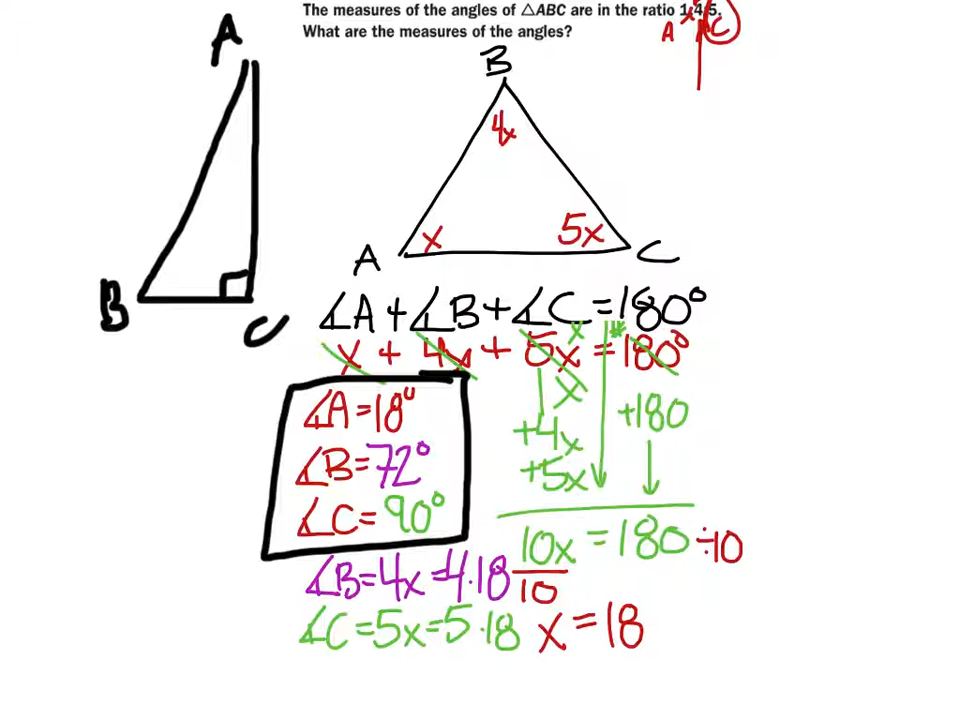 The measures of the angles of △ABC are in the ratio 1:4:5.
What are the measures of the angles?
A
C
A
B
C
B
4x
x
5x
A
C
∡A + ∡B + ∡C = 180°
x + 4x + 5x = 180°
x #
x +180
+4x
+5x
10x = 180 ÷10
10
x = 18
∡A = 18°
∡B = 72°
∡C = 90°
∡B = 4x = 4·18
∡C = 5x = 5·18